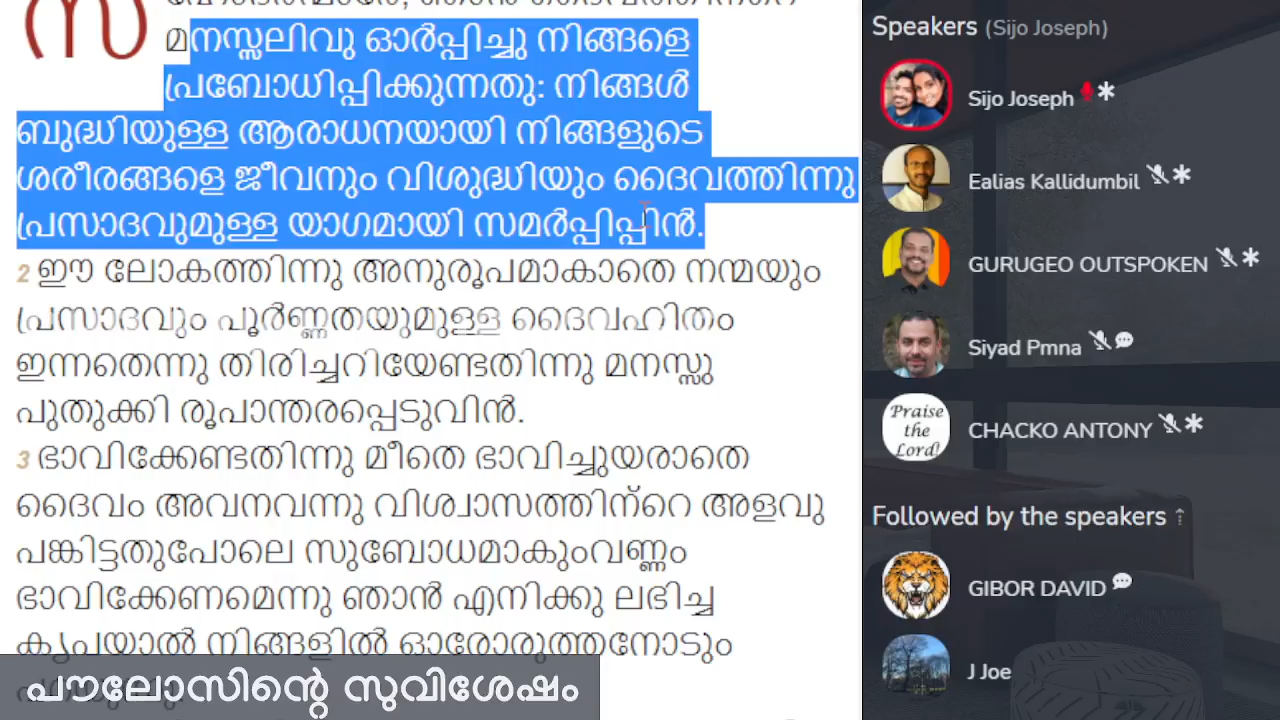 സ
മനസ്സലിവു ഓർപ്പിച്ചു നിങ്ങളെ
പ്രബോധിപ്പിക്കുന്നതു: നിങ്ങൾ
ബുദ്ധിയുള്ള ആരാധനയായി നിങ്ങളുടെ
ശരീരങ്ങളെ ജീവനും വിശുദ്ധിയും ദൈവത്തിന്നു
പ്രസാദവുമുള്ള യാഗമായി സമർപ്പിപ്പിൻ.
2 ഈ ലോകത്തിന്നു അനുരൂപമാകാതെ നന്മയും
പ്രസാദവും പൂർണ്ണതയുമുള്ള ദൈവഹിതം
ഇന്നതെന്നു തിരിച്ചറിയേണ്ടതിന്നു മനസ്സു
പുതുക്കി രൂപാന്തരപ്പെടുവിൻ.
3 ഭാവിക്കേണ്ടതിന്നു മീതെ ഭാവിച്ചുയരാതെ
ദൈവം അവനവന്നു വിശ്വാസത്തിന്റെ അളവു
പങ്കിട്ടതുപോലെ സുബോധമാകുംവണ്ണം
ഭാവിക്കേണമെന്നു ഞാൻ എനിക്കു ലഭിച്ച
കൃപയാൽ നിങ്ങളിൽ ഓരോരുത്തനോടും
പൗലോസിന്റെ സുവിശേഷം
Speakers (Sijo Joseph)
Sijo Joseph
Ealias Kallidumbil
GURUGEO OUTSPOKEN
Siyad Pmna
Praise
the
Lord!
CHACKO ANTONY
Followed by the speakers
GIBOR DAVID
J Joe